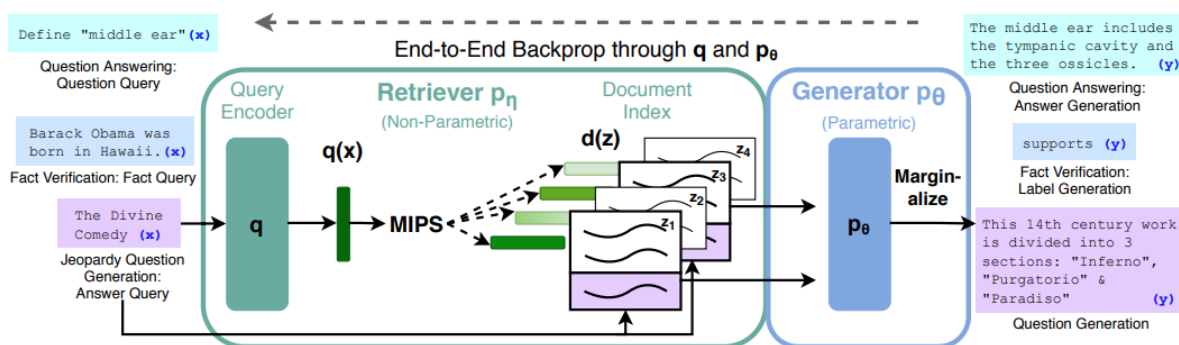 Define "middle ear" (x)
Question Answering:
Question Query
Barack Obama was
born in Hawaii. (x)
Fact Verification: Fact Query
The Divine
Comedy (x)
Jeopardy Question
Generation:
Answer Query
End-to-End Backprop through q and pθ
Query
Encoder
Retriever pη
(Non-Parametric)
Document
Index
q(x)
d(z)
q
MIPS
z4
z3
z2
z1
Generator pθ
(Parametric)
pθ
Margin-
alize
The middle ear includes
the tympanic cavity and
the three ossicles. (y)
Question Answering:
Answer Generation
supports (y)
Fact Verification:
Label Generation
This 14th century work
is divided into 3
sections: "Inferno",
"Purgatorio" &
"Paradiso" (y)
Question Generation